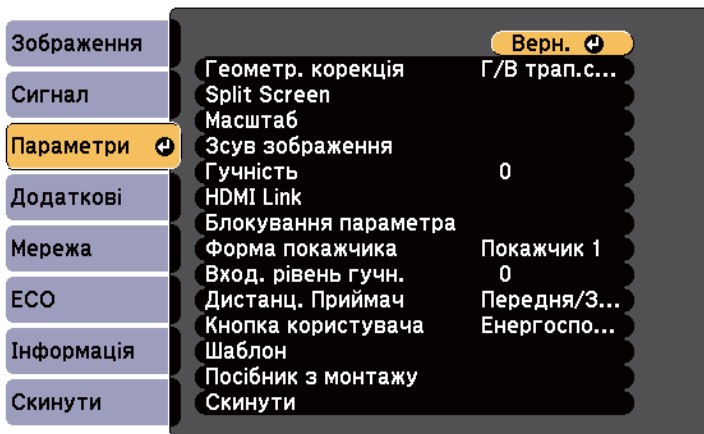 Зображення
Сигнал
Параметри
Додаткові
Мережа
ECO
Інформація
Скинути
Верн.
Геометр. корекція Г/В трап.с...
Split Screen
Масштаб
Зсув зображення
Гучність 0
HDMI Link
Блокування параметра
Форма покажчика Покажчик 1
Вход. рівень гучн. 0
Дистанц. Приймач Передня/З...
Кнопка користувача Енергоспо...
Шаблон
Посібник з монтажу
Скинути